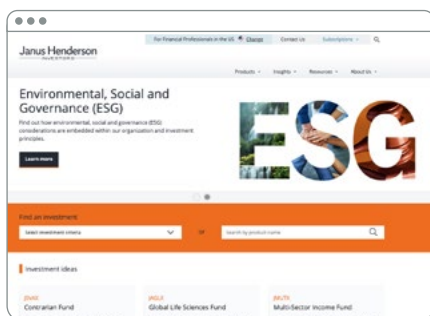 For Financial Professionals in the US Change Contact Us Subscriptions
Janus Henderson
INVESTORS
Products Insights Resources About Us
Environmental, Social and
Governance (ESG)
Find out how environmental, social and governance (ESG)
considerations are embedded within our organization and investment
principles.
Learn more
ESG
Find an investment
Select investment criteria
OR
Search by product name
Investment ideas
JSVAX
Contrarian Fund
JAGLX
Global Life Sciences Fund
JMUTX
Multi-Sector Income Fund